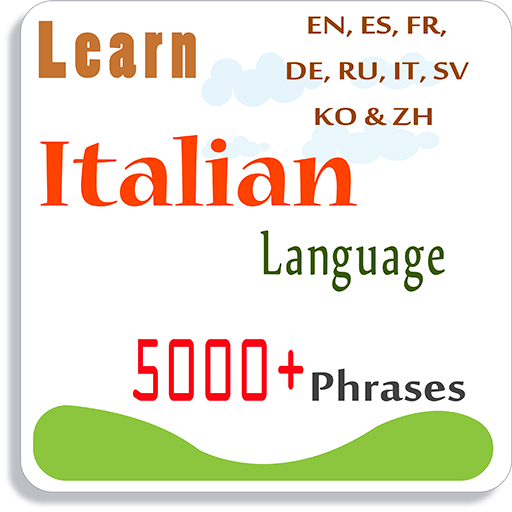 Learn
EN, ES, FR,
DE, RU, IT, SV
KO & ZH
Italian
Language
5000+ Phrases